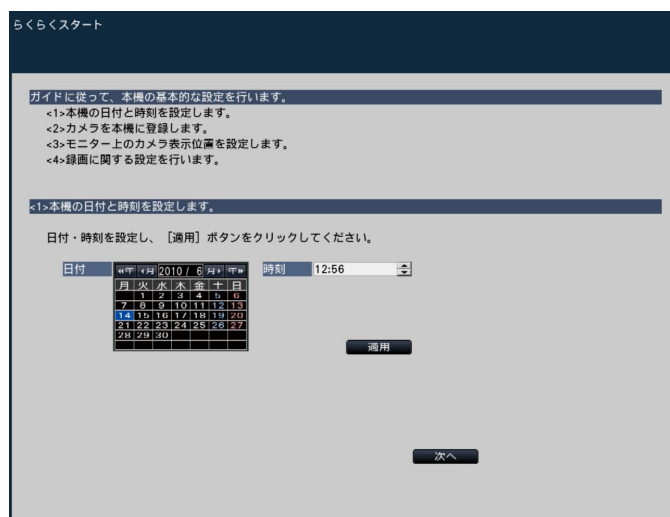 らくらくスタート
ガイドに従って、本機の基本的な設定を行います。
<1>本機の日付と時刻を設定します。
<2>カメラを本機に登録します。
<3>モニター上のカメラ表示位置を設定します。
<4>録画に関する設定を行います。
<1>本機の日付と時刻を設定します。
日付・時刻を設定し、［適用］ボタンをクリックしてください。
日付 «年 ‹月 2010 / 6 月› 年» 時刻 12:56
月 火 水 木 金 土 日
1 2 3 4 5 6
7 8 9 10 11 12 13
14 15 16 17 18 19 20
21 22 23 24 25 26 27
28 29 30
適用
次へ